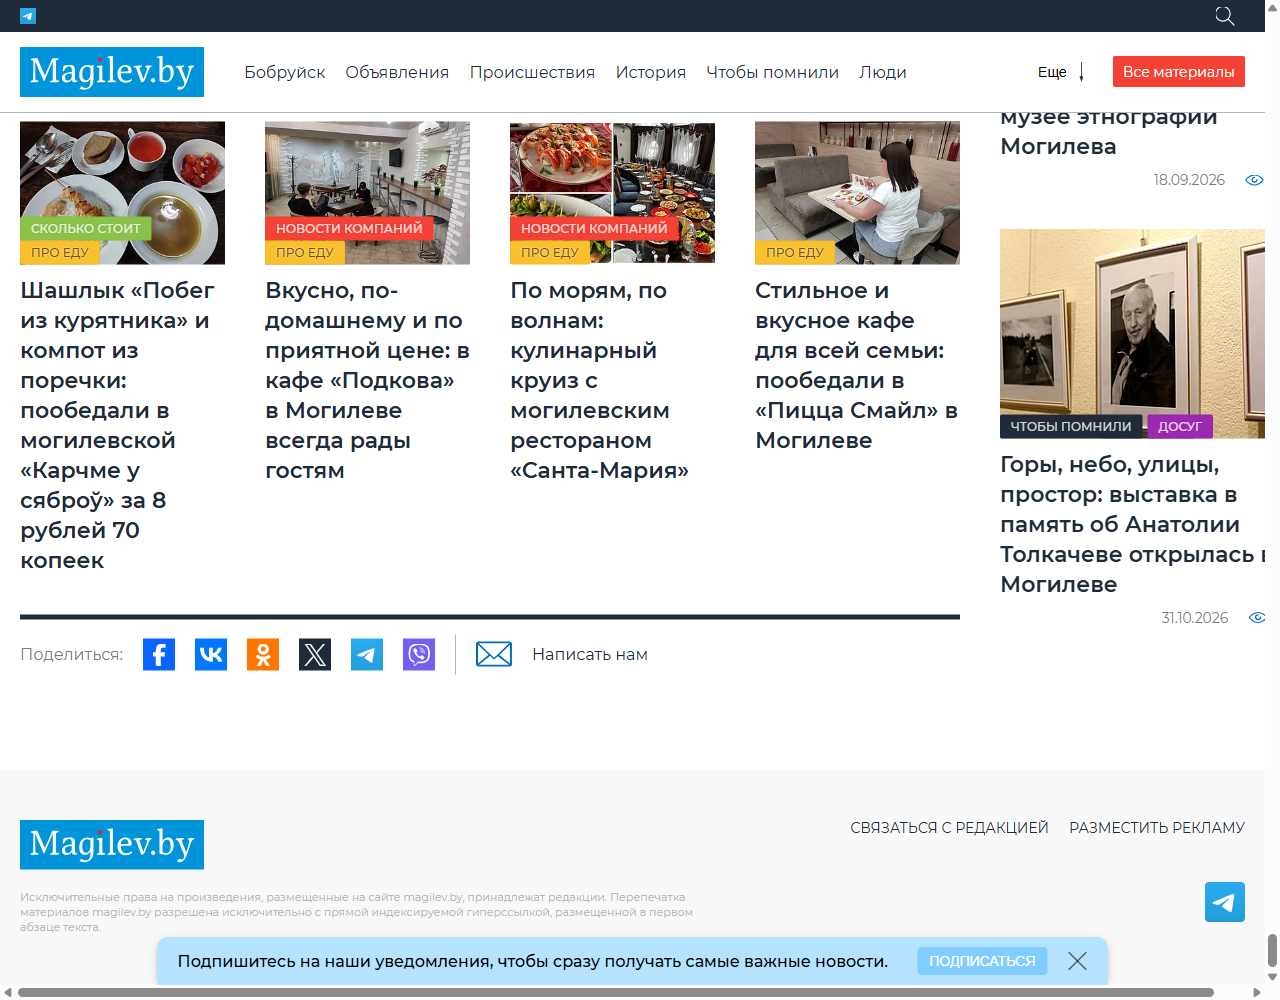 Magilev.by
Бобруйск Объявления Происшествия История Чтобы помнили Люди
Еще
Все материалы
СКОЛЬКО СТОИТ
ПРО ЕДУ
Шашлык «Побег
из курятника» и
компот из
поречки:
пообедали в
могилевской
«Карчме у
сяброў» за 8
рублей 70
копеек
НОВОСТИ КОМПАНИЙ
ПРО ЕДУ
Вкусно, по-
домашнему и по
приятной цене: в
кафе «Подкова»
в Могилеве
всегда рады
гостям
НОВОСТИ КОМПАНИЙ
ПРО ЕДУ
По морям, по
волнам:
кулинарный
круиз с
могилевским
рестораном
«Санта-Мария»
ПРО ЕДУ
Стильное и
вкусное кафе
для всей семьи:
пообедали в
«Пицца Смайл» в
Могилеве
музее этнографии
Могилева
18.09.2026
ЧТОБЫ ПОМНИЛИ ДОСУГ
Горы, небо, улицы,
простор: выставка в
память об Анатолии
Толкачеве открылась в
Могилеве
31.10.2026
Поделиться:
Написать нам
Magilev.by
СВЯЗАТЬСЯ С РЕДАКЦИЕЙ РАЗМЕСТИТЬ РЕКЛАМУ
Исключительные права на произведения, размещенные на сайте magilev.by, принадлежат редакции. Перепечатка
материалов magilev.by разрешена исключительно с прямой индексируемой гиперссылкой, размещенной в первом
абзаце текста.
Подпишитесь на наши уведомления, чтобы сразу получать самые важные новости.
ПОДПИСАТЬСЯ